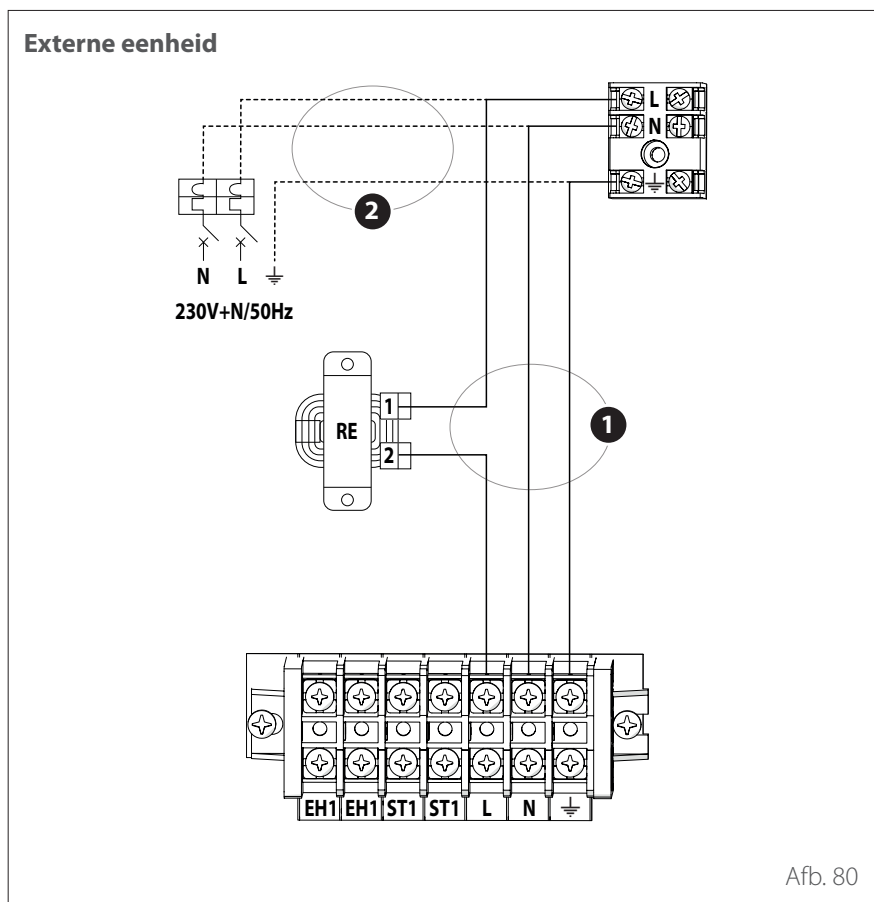 Externe eenheid
L
N
2
N L
230V+N/50Hz
1
RE
2
1
EH1 EH1 ST1 ST1 L N
Afb. 80